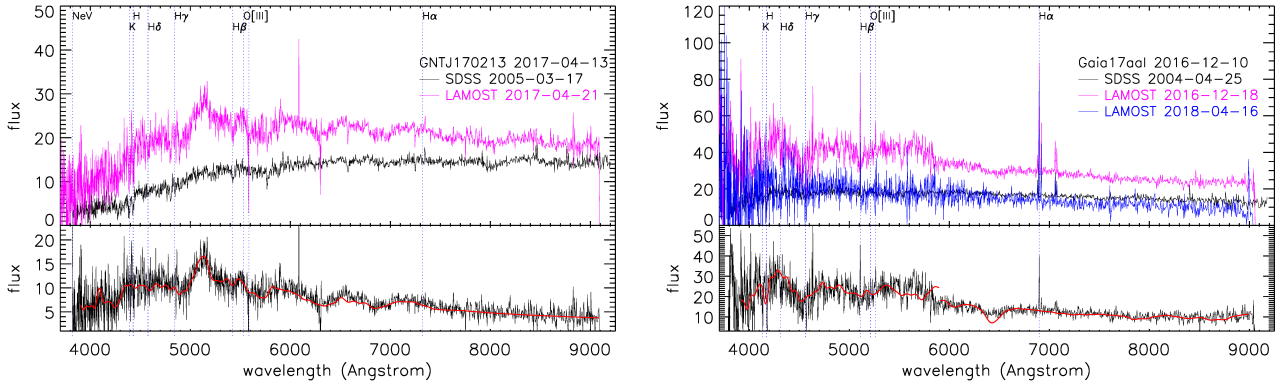 NeV H Hγ O[III] Hα
K Hδ Hβ
GNTJ170213 2017-04-13
SDSS 2005-03-17
LAMOST 2017-04-21
50
40
30
20
10
0
flux
20
15
10
5
flux
4000 5000 6000 7000 8000 9000
wavelength (Angstrom)
H Hγ O[III] Hα
K Hδ Hβ
Gaia17aal 2016-12-10
SDSS 2004-04-25
LAMOST 2016-12-18
LAMOST 2018-04-16
120
100
80
60
40
20
0
flux
50
40
30
20
10
flux
4000 5000 6000 7000 8000 9000
wavelength (Angstrom)